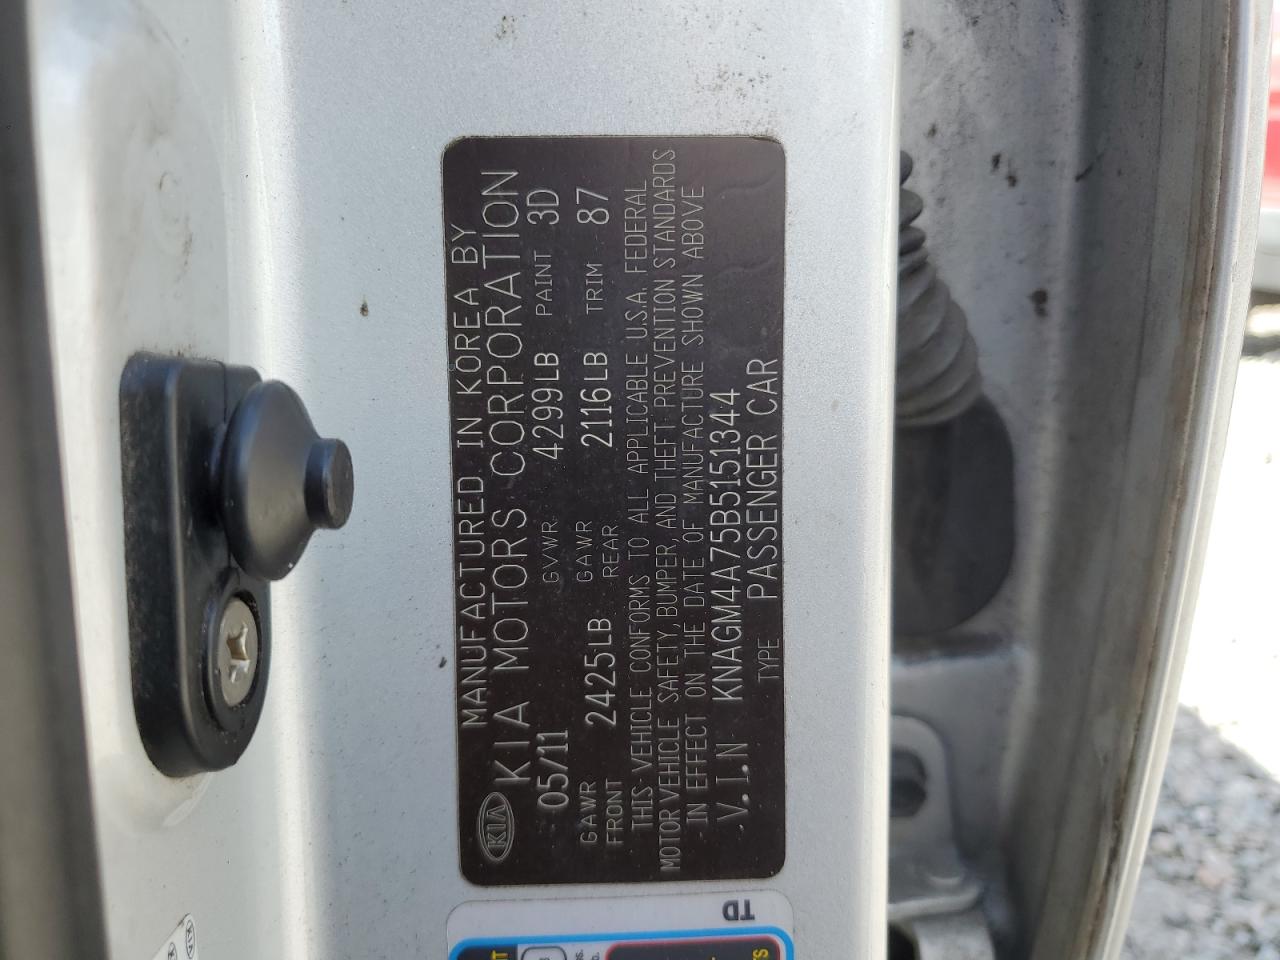 MANUFACTURED IN KOREA BY
KIA KIA MOTORS CORPORATION
05/11 GVWR 4299LB PAINT 3D
GAWR FRONT 2425LB GAWR REAR 2116LB TRIM 87
THIS VEHICLE CONFORMS TO ALL APPLICABLE U.S.A. FEDERAL
MOTOR VEHICLE SAFETY, BUMPER, AND THEFT PREVENTION STANDARDS
IN EFFECT ON THE DATE OF MANUFACTURE SHOWN ABOVE
V.I.N KNAGM4A75B5151344
TYPE PASSENGER CAR
TD
KIA